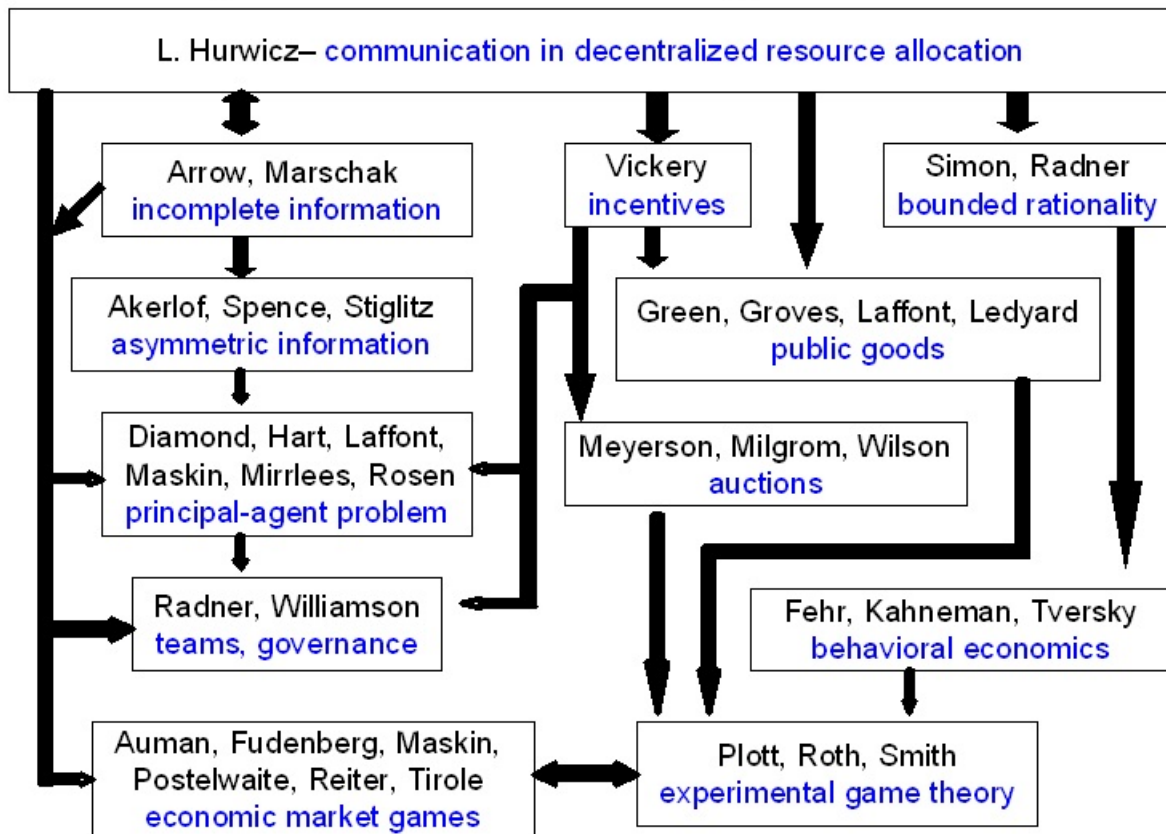 L. Hurwicz– communication in decentralized resource allocation
Arrow, Marschak
incomplete information
Vickery
incentives
Simon, Radner
bounded rationality
Akerlof, Spence, Stiglitz
asymmetric information
Green, Groves, Laffont, Ledyard
public goods
Diamond, Hart, Laffont,
Maskin, Mirrlees, Rosen
principal-agent problem
Meyerson, Milgrom, Wilson
auctions
Radner, Williamson
teams, governance
Fehr, Kahneman, Tversky
behavioral economics
Auman, Fudenberg, Maskin,
Postelwaite, Reiter, Tirole
economic market games
Plott, Roth, Smith
experimental game theory